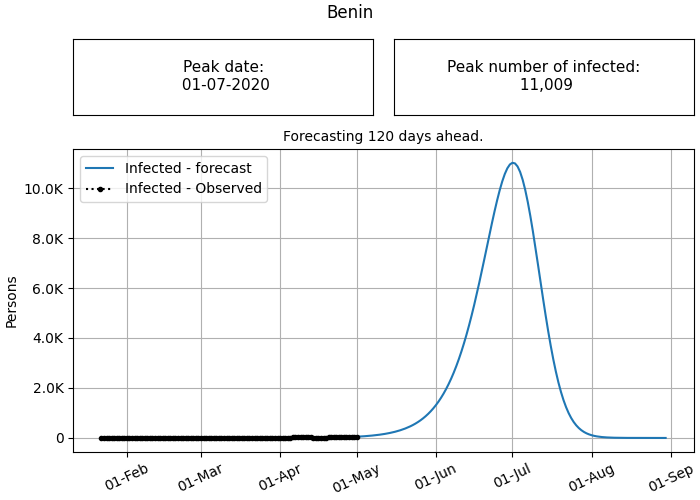 Benin
Peak date:
01-07-2020
Peak number of infected:
11,009
Forecasting 120 days ahead.
Infected - forecast
Infected - Observed
10.0K
8.0K
6.0K
4.0K
2.0K
0
Persons
01-Feb
01-Mar
01-Apr
01-May
01-Jun
01-Jul
01-Aug
01-Sep